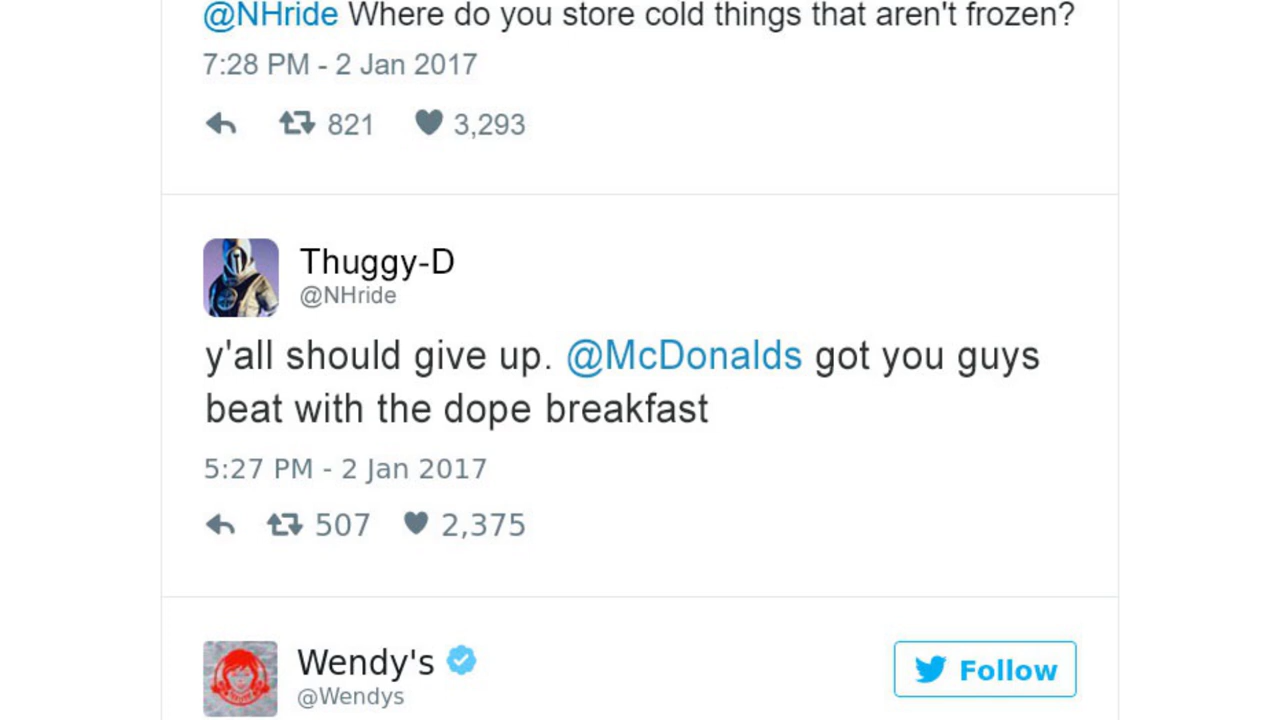 @NHride Where do you store cold things that aren't frozen?
7:28 PM - 2 Jan 2017
821 3,293
Thuggy-D
@NHride
y'all should give up. @McDonalds got you guys
beat with the dope breakfast
5:27 PM - 2 Jan 2017
507 2,375
Wendy's
@Wendys
Follow